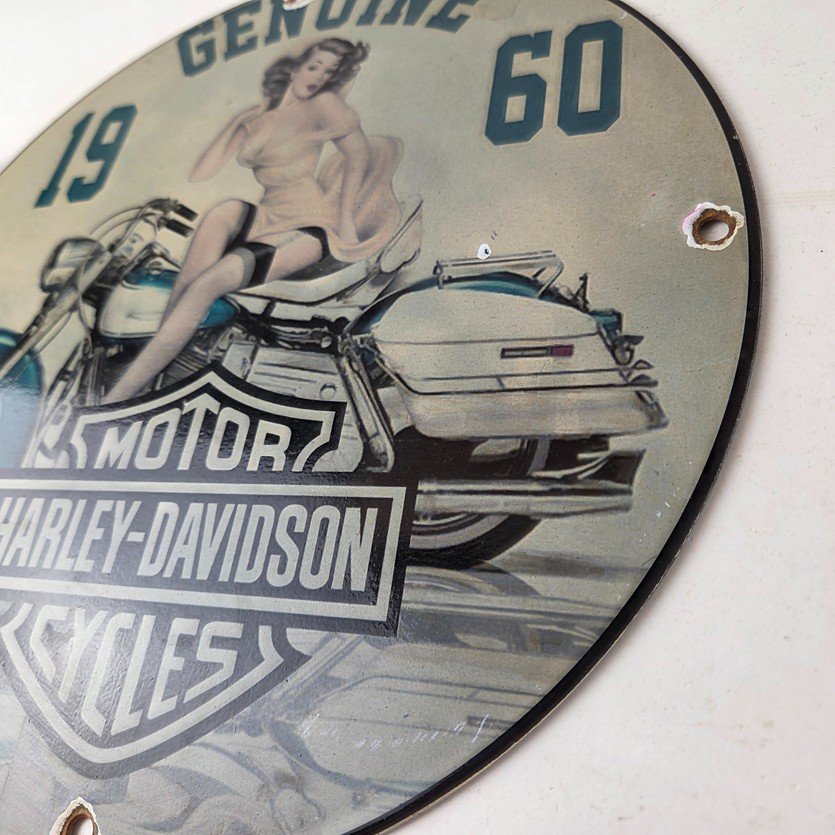 GENUINE
19 60
MOTOR
HARLEY-DAVIDSON
CYCLES